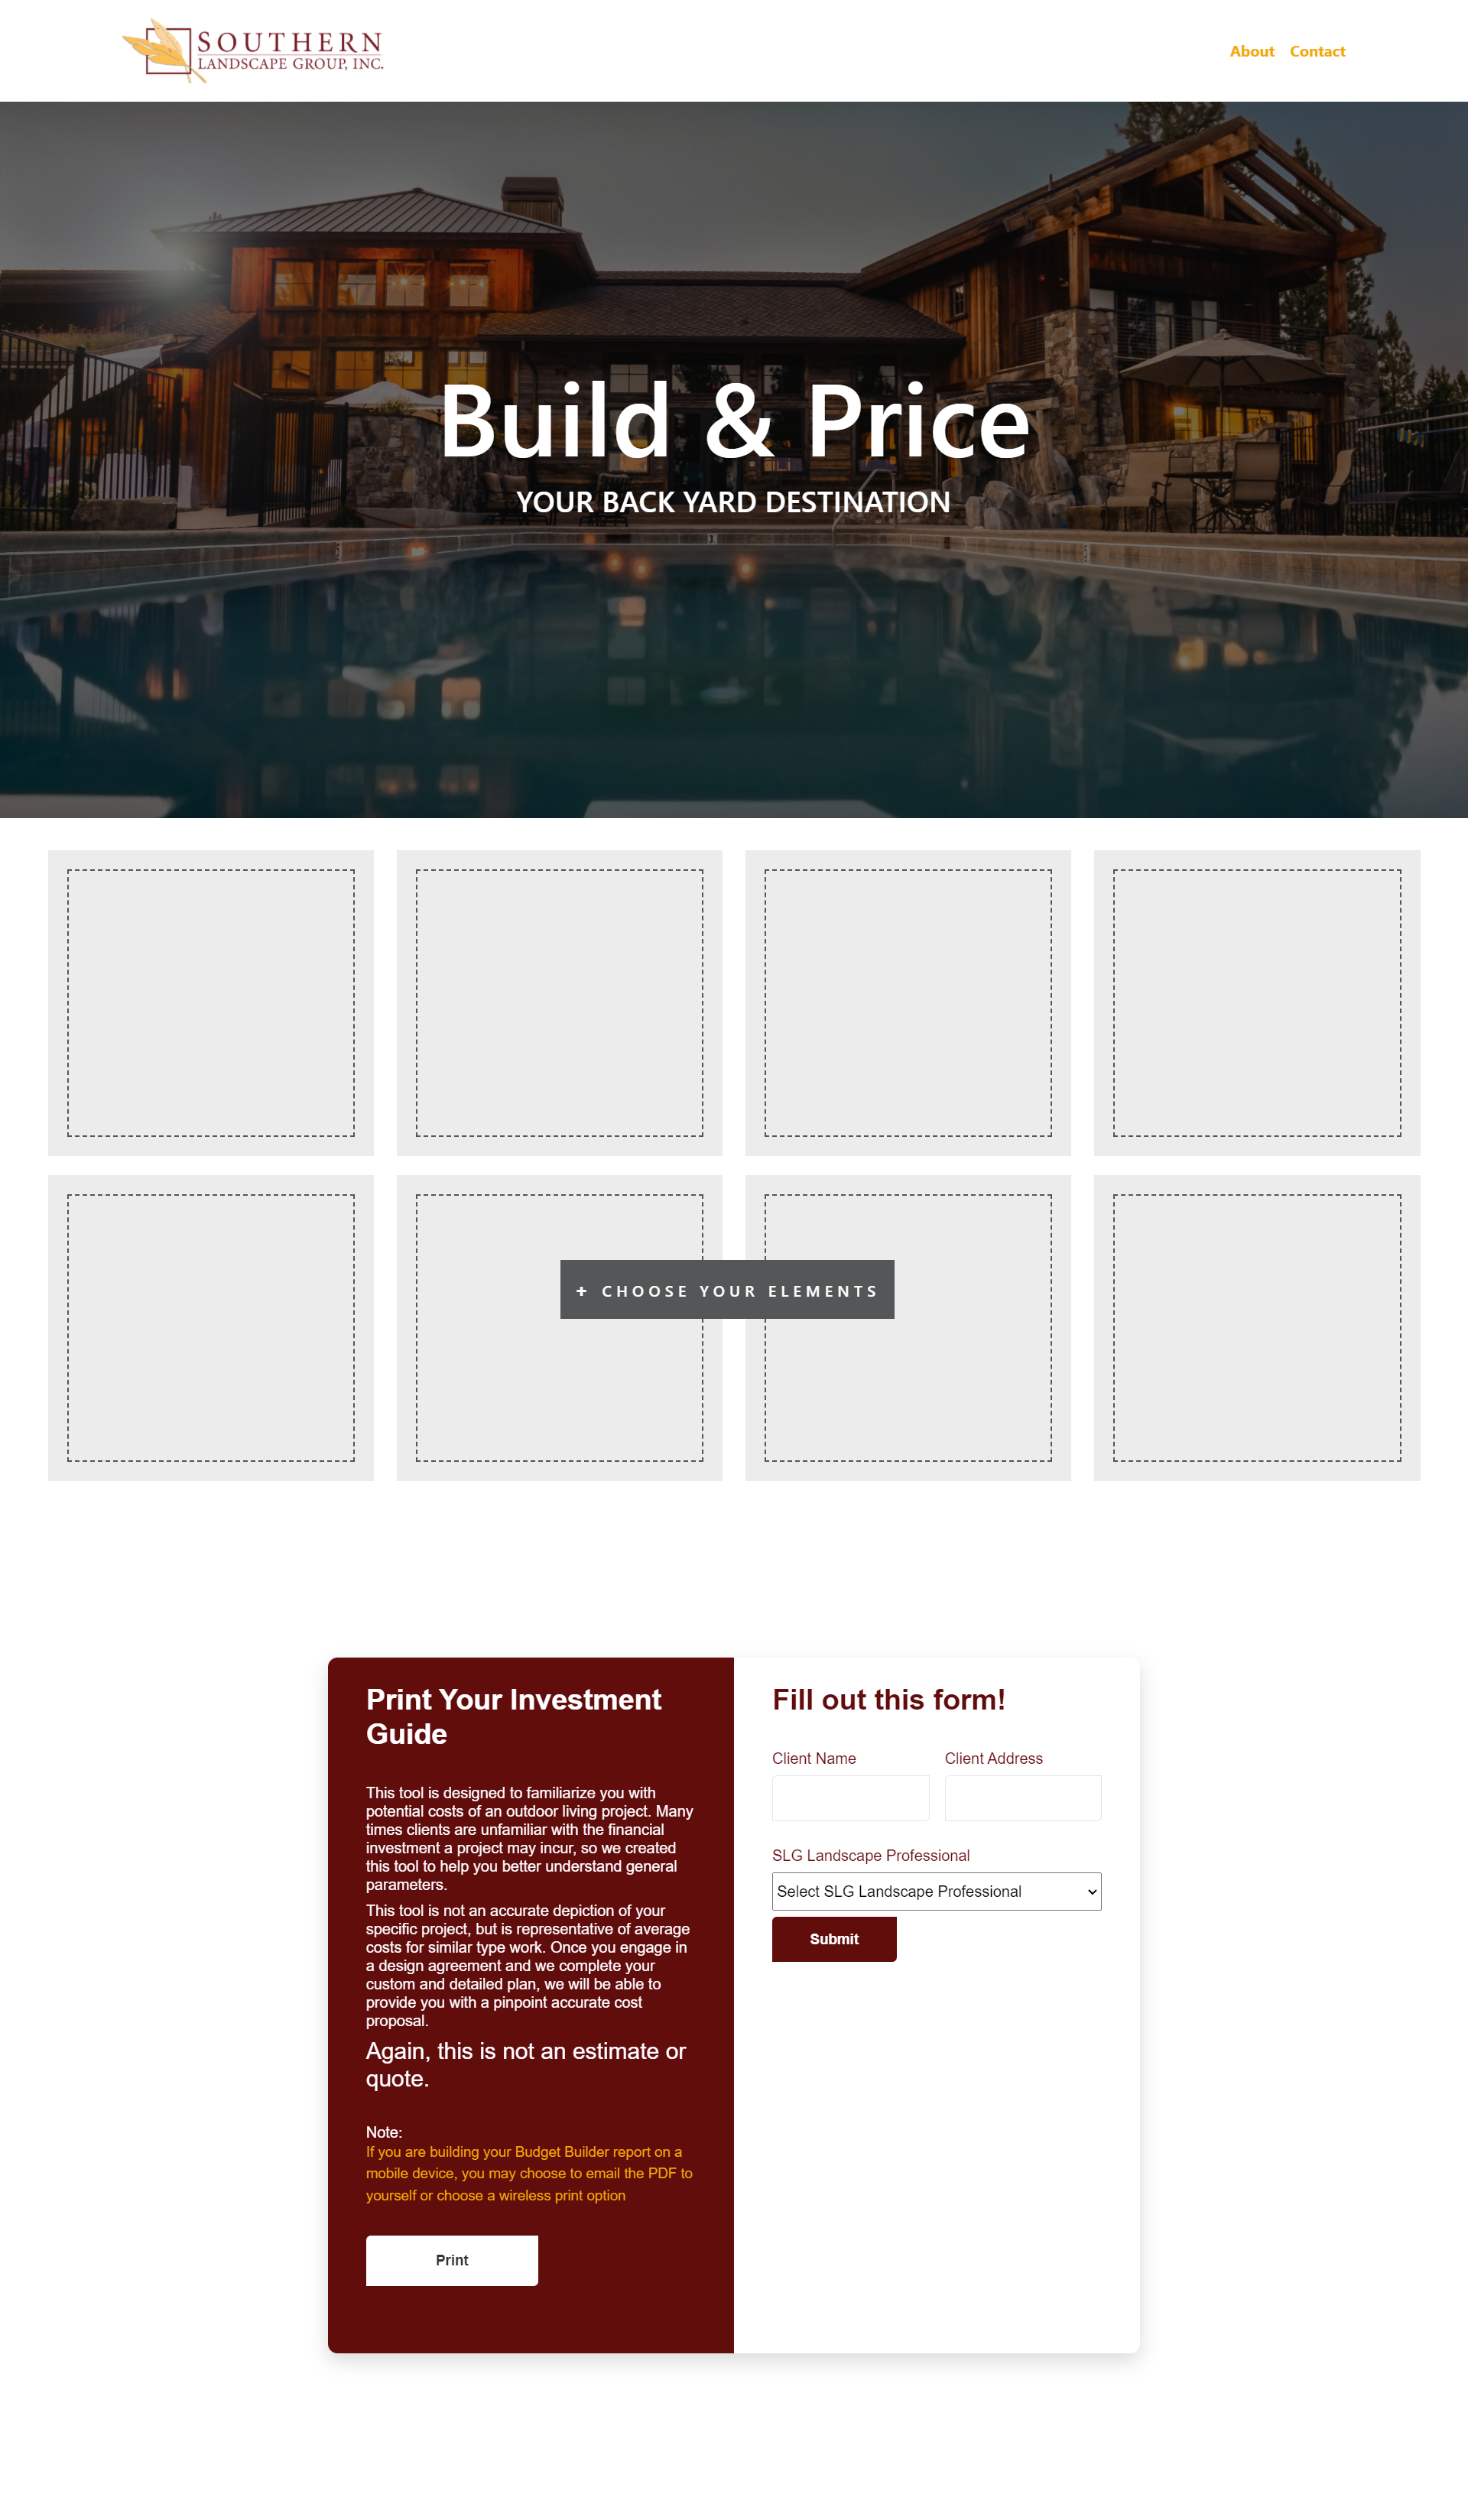 SOUTHERN
LANDSCAPE GROUP, INC.
About Contact
Build & Price
YOUR BACK YARD DESTINATION
+ CHOOSE YOUR ELEMENTS
Print Your Investment
Guide
This tool is designed to familiarize you with
potential costs of an outdoor living project. Many
times clients are unfamiliar with the financial
investment a project may incur, so we created
this tool to help you better understand general
parameters.
This tool is not an accurate depiction of your
specific project, but is representative of average
costs for similar type work. Once you engage in
a design agreement and we complete your
custom and detailed plan, we will be able to
provide you with a pinpoint accurate cost
proposal.
Again, this is not an estimate or
quote.
Note:
If you are building your Budget Builder report on a
mobile device, you may choose to email the PDF to
yourself or choose a wireless print option
Print
Fill out this form!
Client Name Client Address
SLG Landscape Professional
Select SLG Landscape Professional
Submit